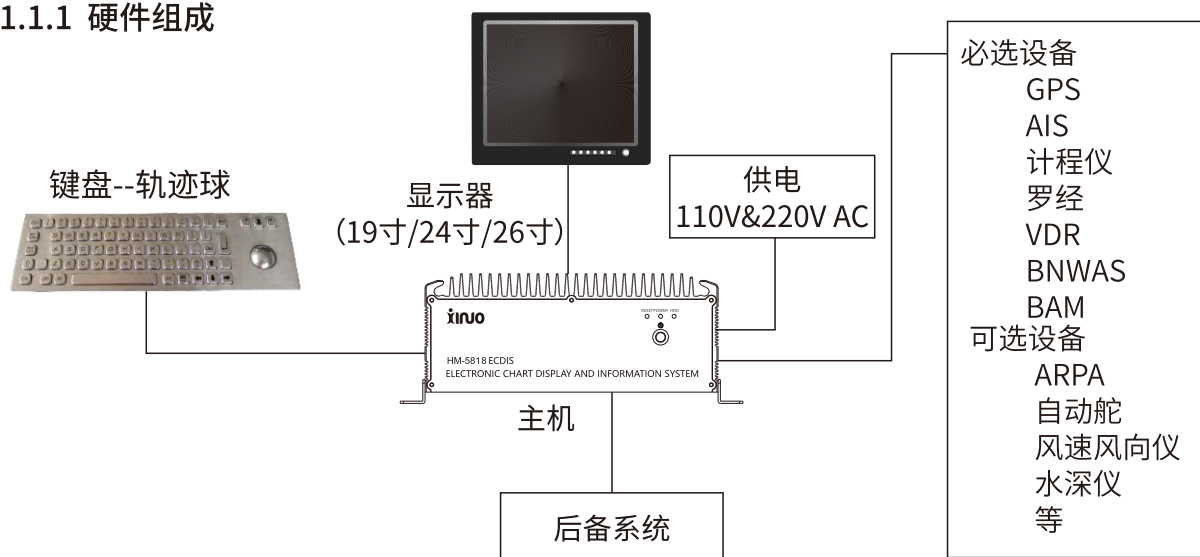 1.1.1 硬件组成
键盘--轨迹球
显示器
(19寸/24寸/26寸)
供电
110V&220V AC
XINUO
RESET POWER HDD
HM-5818 ECDIS
ELECTRONIC CHART DISPLAY AND INFORMATION SYSTEM
主机
后备系统
必选设备
GPS
AIS
计程仪
罗经
VDR
BNWAS
BAM
可选设备
ARPA
自动舵
风速风向仪
水深仪
等